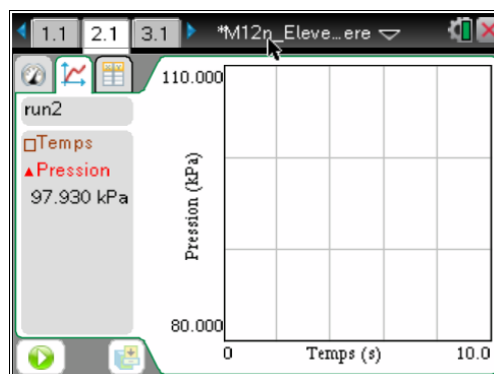 1.1 2.1 3.1 *M12n_Eleve…ere
run2
Temps
Pression
97.930 kPa
110.000
Pression (kPa)
80.000
0 Temps (s) 10.0